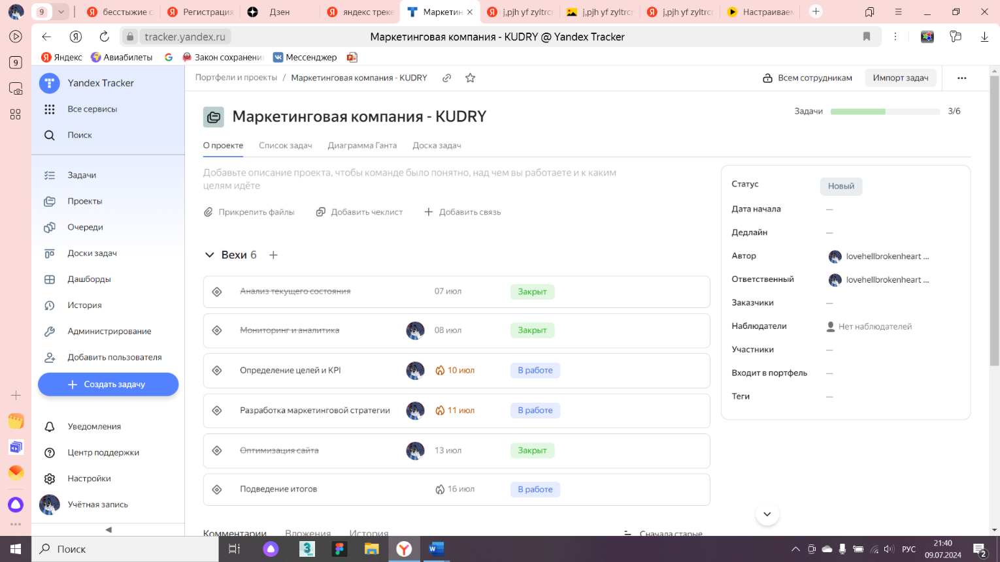 9
бесстыжие с
Регистрация
Дзен
яндекс треке
Маркетин
j,pjh yf zyltrcr
j,pjh yf zyltrcr
j,pjh yf zyltrcr
Настраиваем
tracker.yandex.ru
Маркетинговая компания - KUDRY @ Yandex Tracker
9
Яндекс
Авиабилеты
Закон сохранени
Мессенджер
Yandex Tracker
Все сервисы
Поиск
Задачи
Проекты
Очереди
Доски задач
Дашборды
История
Администрирование
Добавить пользователя
Создать задачу
Уведомления
Центр поддержки
Настройки
Учётная запись
Портфели и проекты / Маркетинговая компания - KUDRY
Всем сотрудникам
Импорт задач
Маркетинговая компания - KUDRY
Задачи 3/6
О проекте Список задач Диаграмма Ганта Доска задач
Добавьте описание проекта, чтобы команде было понятно, над чем вы работаете и к каким
целям идёте
Прикрепить файлы Добавить чеклист Добавить связь
Вехи 6
Анализ текущего состояния 07 июл Закрыт
Мониторинг и аналитика 08 июл Закрыт
Определение целей и KPI 10 июл В работе
Разработка маркетинговой стратегии 11 июл В работе
Оптимизация сайта 13 июл Закрыт
Подведение итогов 16 июл В работе
Статус Новый
Дата начала —
Дедлайн —
Автор lovehellbrokenheart ...
Ответственный lovehellbrokenheart ...
Заказчики —
Наблюдатели Нет наблюдателей
Участники —
Входит в портфель —
Теги —
Комментарии Вложения История Сначала старые
Поиск
РУС
21:40
09.07.2024
2